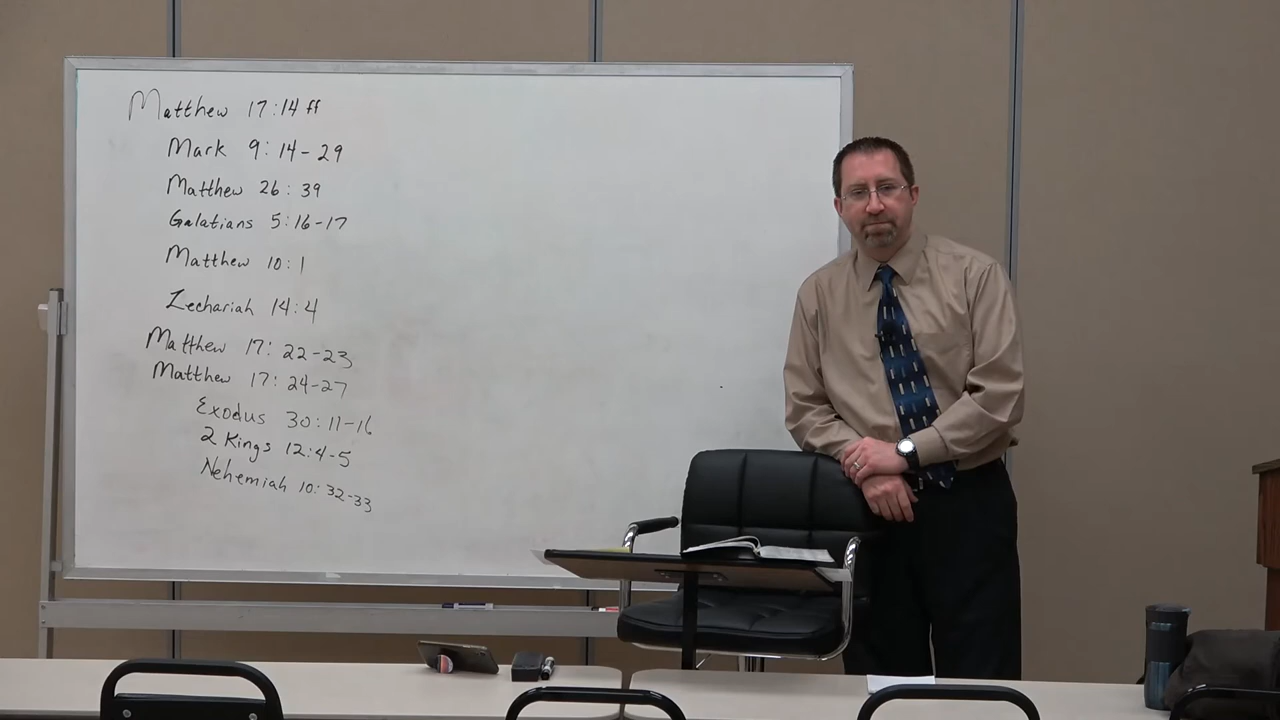 Matthew 17:14 ff
Mark 9:14-29
Matthew 26:39
Galatians 5:16-17
Matthew 10:1
Zechariah 14:4
Matthew 17:22-23
Matthew 17:24-27
Exodus 30:11-16
2 Kings 12:4-5
Nehemiah 10:32-33